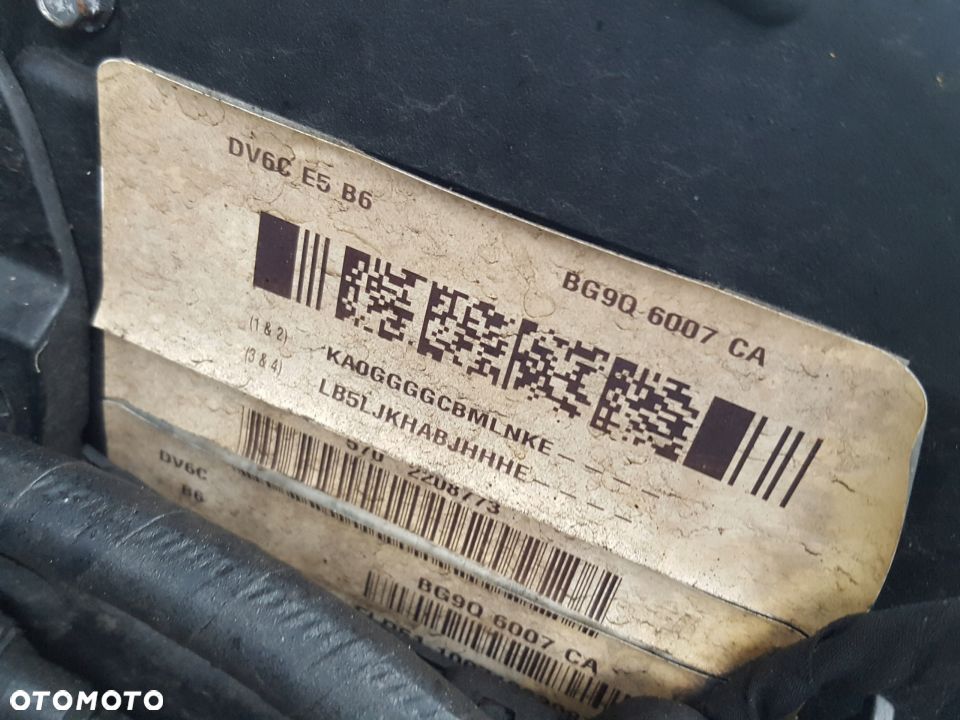 DV6C E5 B6
BG9Q 6007 CA
(1 & 2) KAOGGGGCBMLNKE _ _ _ _
(3 & 4) LB5LJKHABJHHHE _ _ _ _
570 2208773
DV6C
B6
BG9Q 6007 CA
OTOMOTO